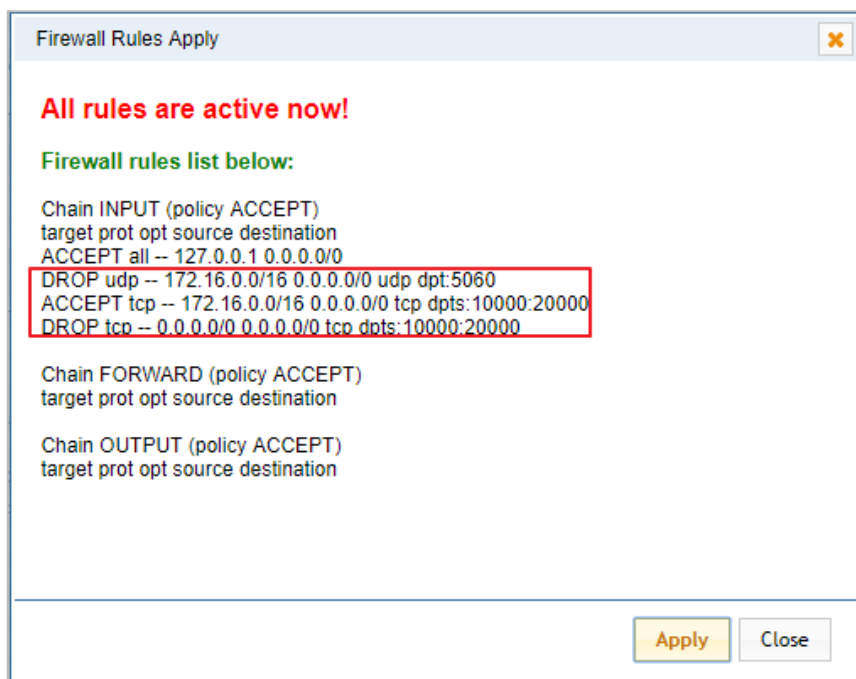 Firewall Rules Apply
All rules are active now!
Firewall rules list below:
Chain INPUT (policy ACCEPT)
target prot opt source destination
ACCEPT all -- 127.0.0.1 0.0.0.0/0
DROP udp -- 172.16.0.0/16 0.0.0.0/0 udp dpt:5060
ACCEPT tcp -- 172.16.0.0/16 0.0.0.0/0 tcp dpts:10000:20000
DROP tcp -- 0.0.0.0/0 0.0.0.0/0 tcp dpts:10000:20000
Chain FORWARD (policy ACCEPT)
target prot opt source destination
Chain OUTPUT (policy ACCEPT)
target prot opt source destination
Apply Close